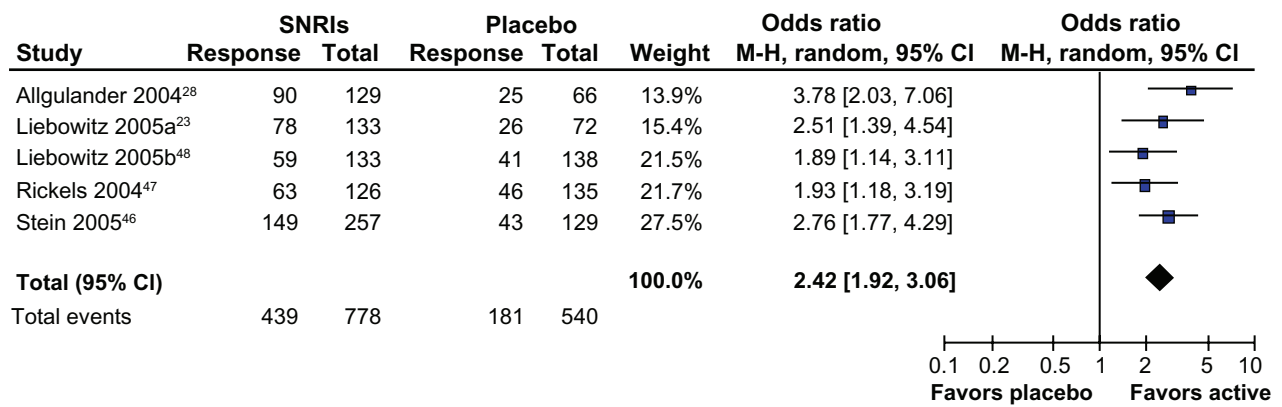 SNRIs Placebo Odds ratio Odds ratio
Study Response Total Response Total Weight M-H, random, 95% CI M-H, random, 95% CI
Allgulander 2004²⁸ 90 129 25 66 13.9% 3.78 [2.03, 7.06]
Liebowitz 2005a²³ 78 133 26 72 15.4% 2.51 [1.39, 4.54]
Liebowitz 2005b⁴⁸ 59 133 41 138 21.5% 1.89 [1.14, 3.11]
Rickels 2004⁴⁷ 63 126 46 135 21.7% 1.93 [1.18, 3.19]
Stein 2005⁴⁶ 149 257 43 129 27.5% 2.76 [1.77, 4.29]
Total (95% CI) 100.0% 2.42 [1.92, 3.06]
Total events 439 778 181 540
0.1 0.2 0.5 1 2 5 10
Favors placebo Favors active